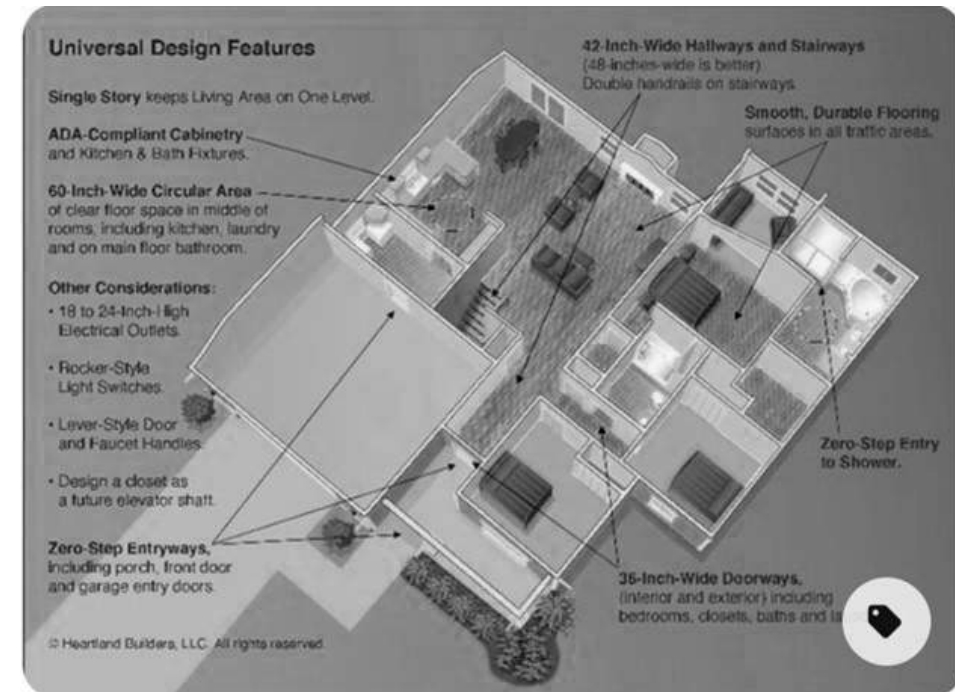 Universal Design Features
Single Story keeps Living Area on One Level.
ADA-Compliant Cabinetry
and Kitchen & Bath Fixtures.
60-Inch-Wide Circular Area
of clear floor space in middle of
rooms, including kitchen, laundry
and on main floor bathroom.
Other Considerations:
• 18 to 24-Inch-High
Electrical Outlets.
• Rocker-Style
Light Switches.
• Lever-Style Door
and Faucet Handles.
• Design a closet as
a future elevator shaft.
Zero-Step Entryways,
including porch, front door
and garage entry doors.
© Heartland Builders, LLC. All rights reserved.
42-Inch-Wide Hallways and Stairways
(48-inches-wide is better)
Double handrails on stairways.
Smooth, Durable Flooring
surfaces in all traffic areas.
Zero-Step Entry
to Shower.
36-Inch-Wide Doorways,
(interior and exterior) including
bedrooms, closets, baths and